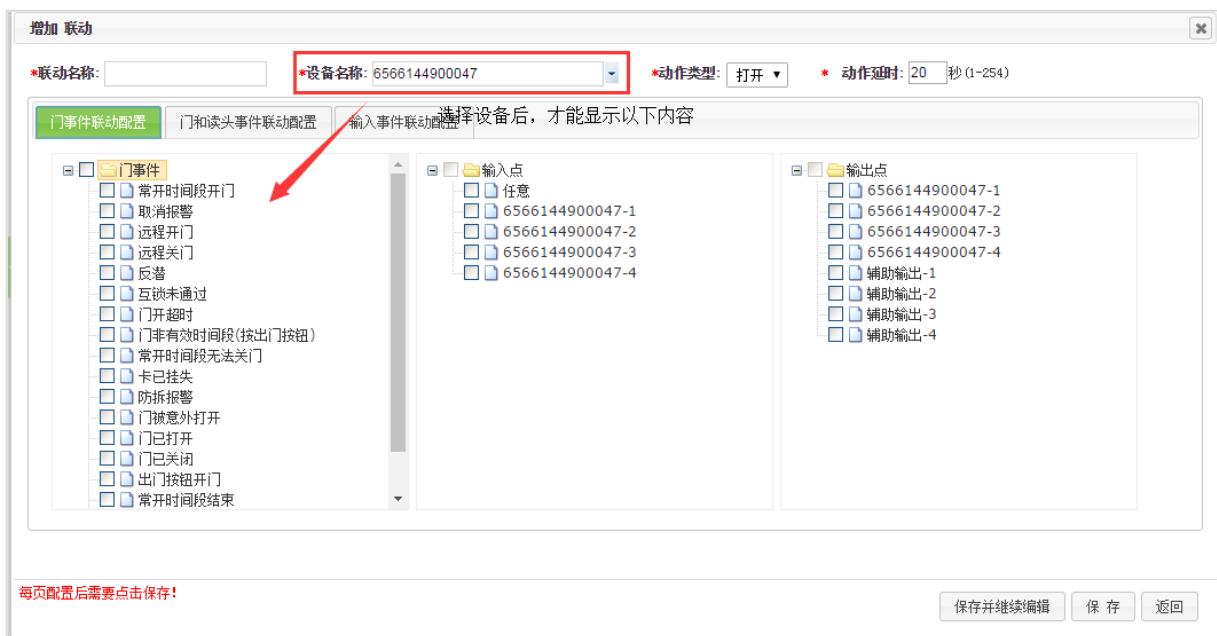 增加 联动
*联动名称:
*设备名称: 6566144900047
*动作类型: 打开
* 动作延时: 20 秒(1-254)
门事件联动配置
门和读头事件联动配置
输入事件联动配置
选择设备后，才能显示以下内容
门事件
常开时间段开门
取消报警
远程开门
远程关门
反潜
互锁未通过
门开超时
门非有效时间段(按出门按钮)
常开时间段无法关门
卡已挂失
防拆报警
门被意外打开
门已打开
门已关闭
出门按钮开门
常开时间段结束
输入点
任意
6566144900047-1
6566144900047-2
6566144900047-3
6566144900047-4
输出点
6566144900047-1
6566144900047-2
6566144900047-3
6566144900047-4
辅助输出-1
辅助输出-2
辅助输出-3
辅助输出-4
每页配置后需要点击保存!
保存并继续编辑
保 存
返回